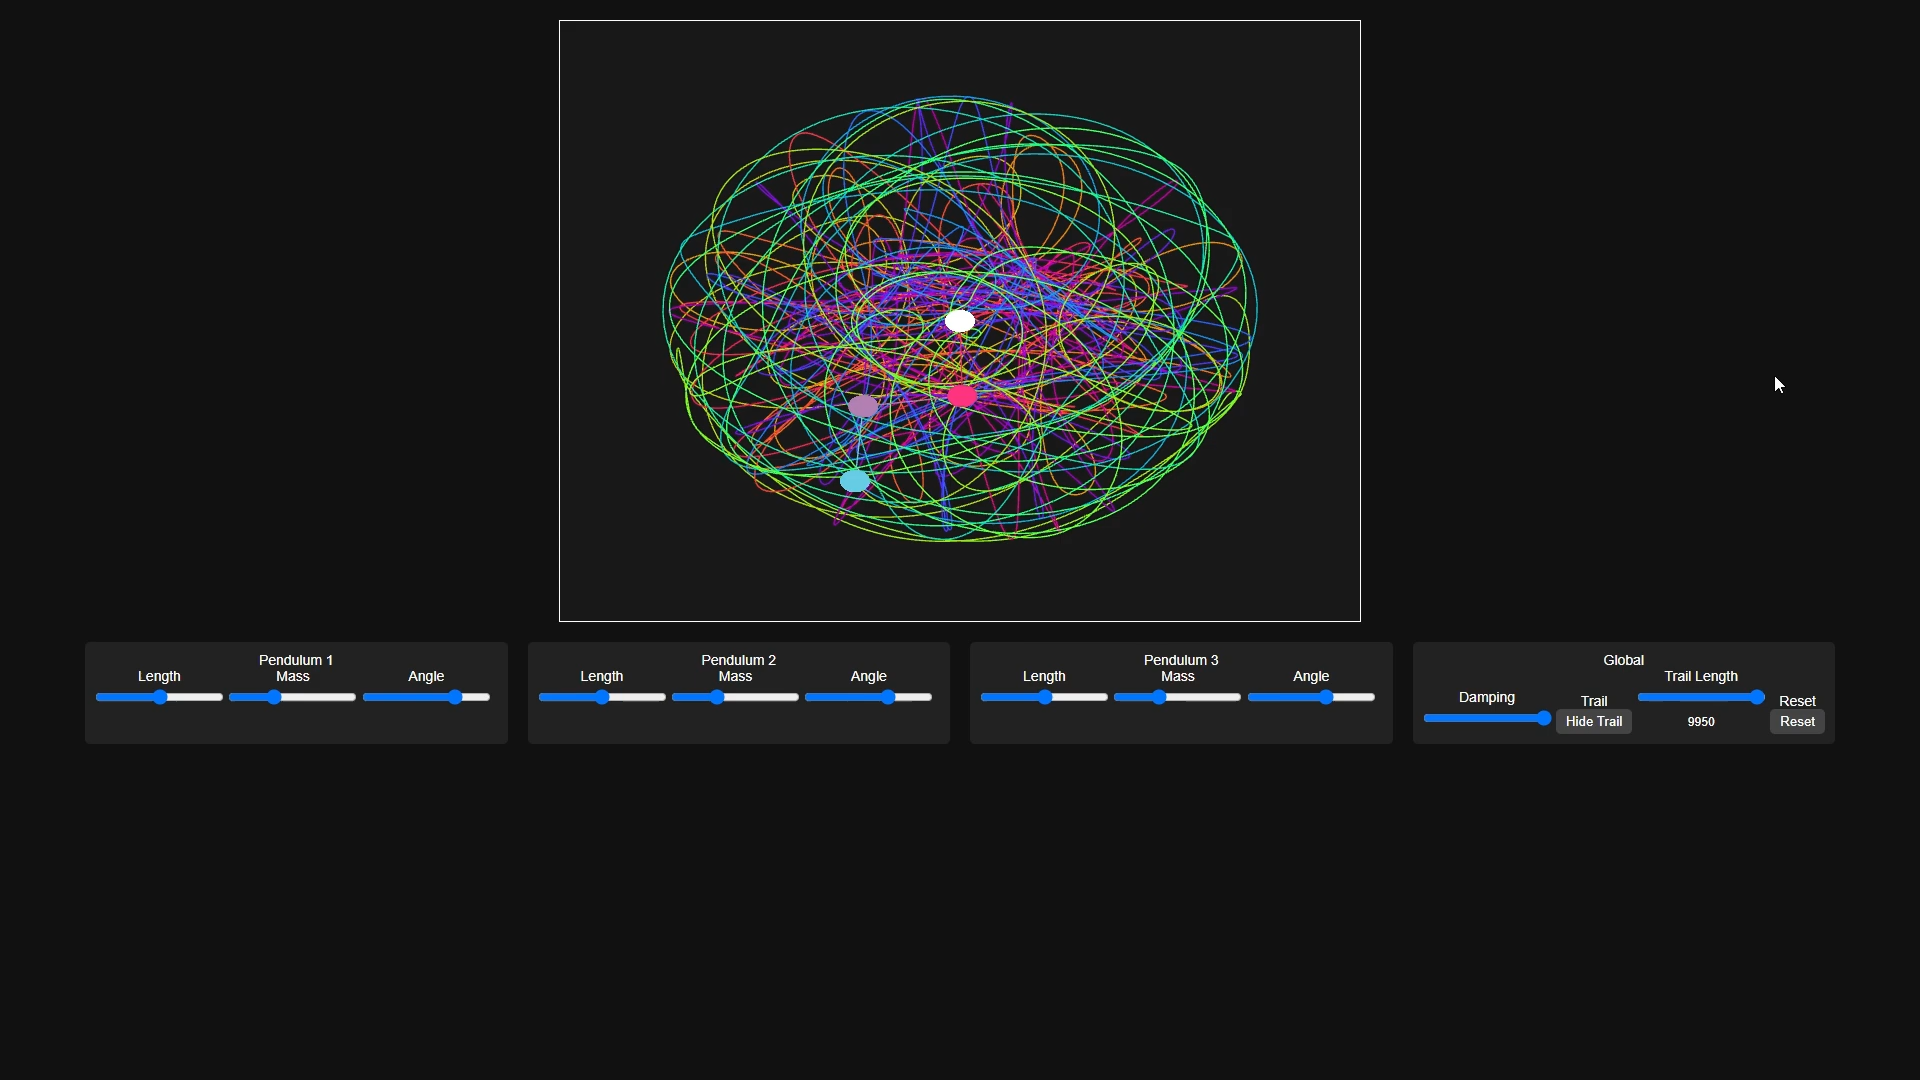 Pendulum 1
Length Mass Angle
Pendulum 2
Length Mass Angle
Pendulum 3
Length Mass Angle
Global
Damping
Trail
Hide Trail
Trail Length
9950
Reset
Reset